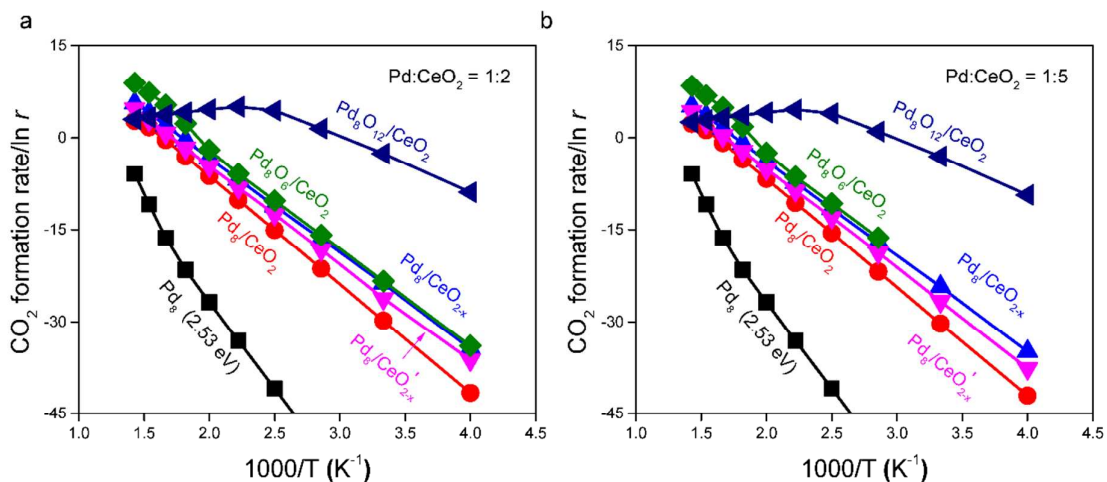 a
Pd:CeO₂ = 1:2
15
0
-15
-30
-45
CO₂ formation rate/ln r
Pd₈O₁₂/CeO₂
Pd₈O₆/CeO₂
Pd₈/CeO₂
Pd₈/CeO₂₋ₓ
Pd₈/CeO₂₋ₓ'
Pd₈ (2.53 eV)
1.0 1.5 2.0 2.5 3.0 3.5 4.0 4.5
1000/T (K⁻¹)
b
Pd:CeO₂ = 1:5
15
0
-15
-30
-45
CO₂ formation rate/ln r
Pd₈O₁₂/CeO₂
Pd₈O₆/CeO₂
Pd₈/CeO₂
Pd₈/CeO₂₋ₓ
Pd₈/CeO₂₋ₓ'
Pd₈ (2.53 eV)
1.0 1.5 2.0 2.5 3.0 3.5 4.0 4.5
1000/T (K⁻¹)